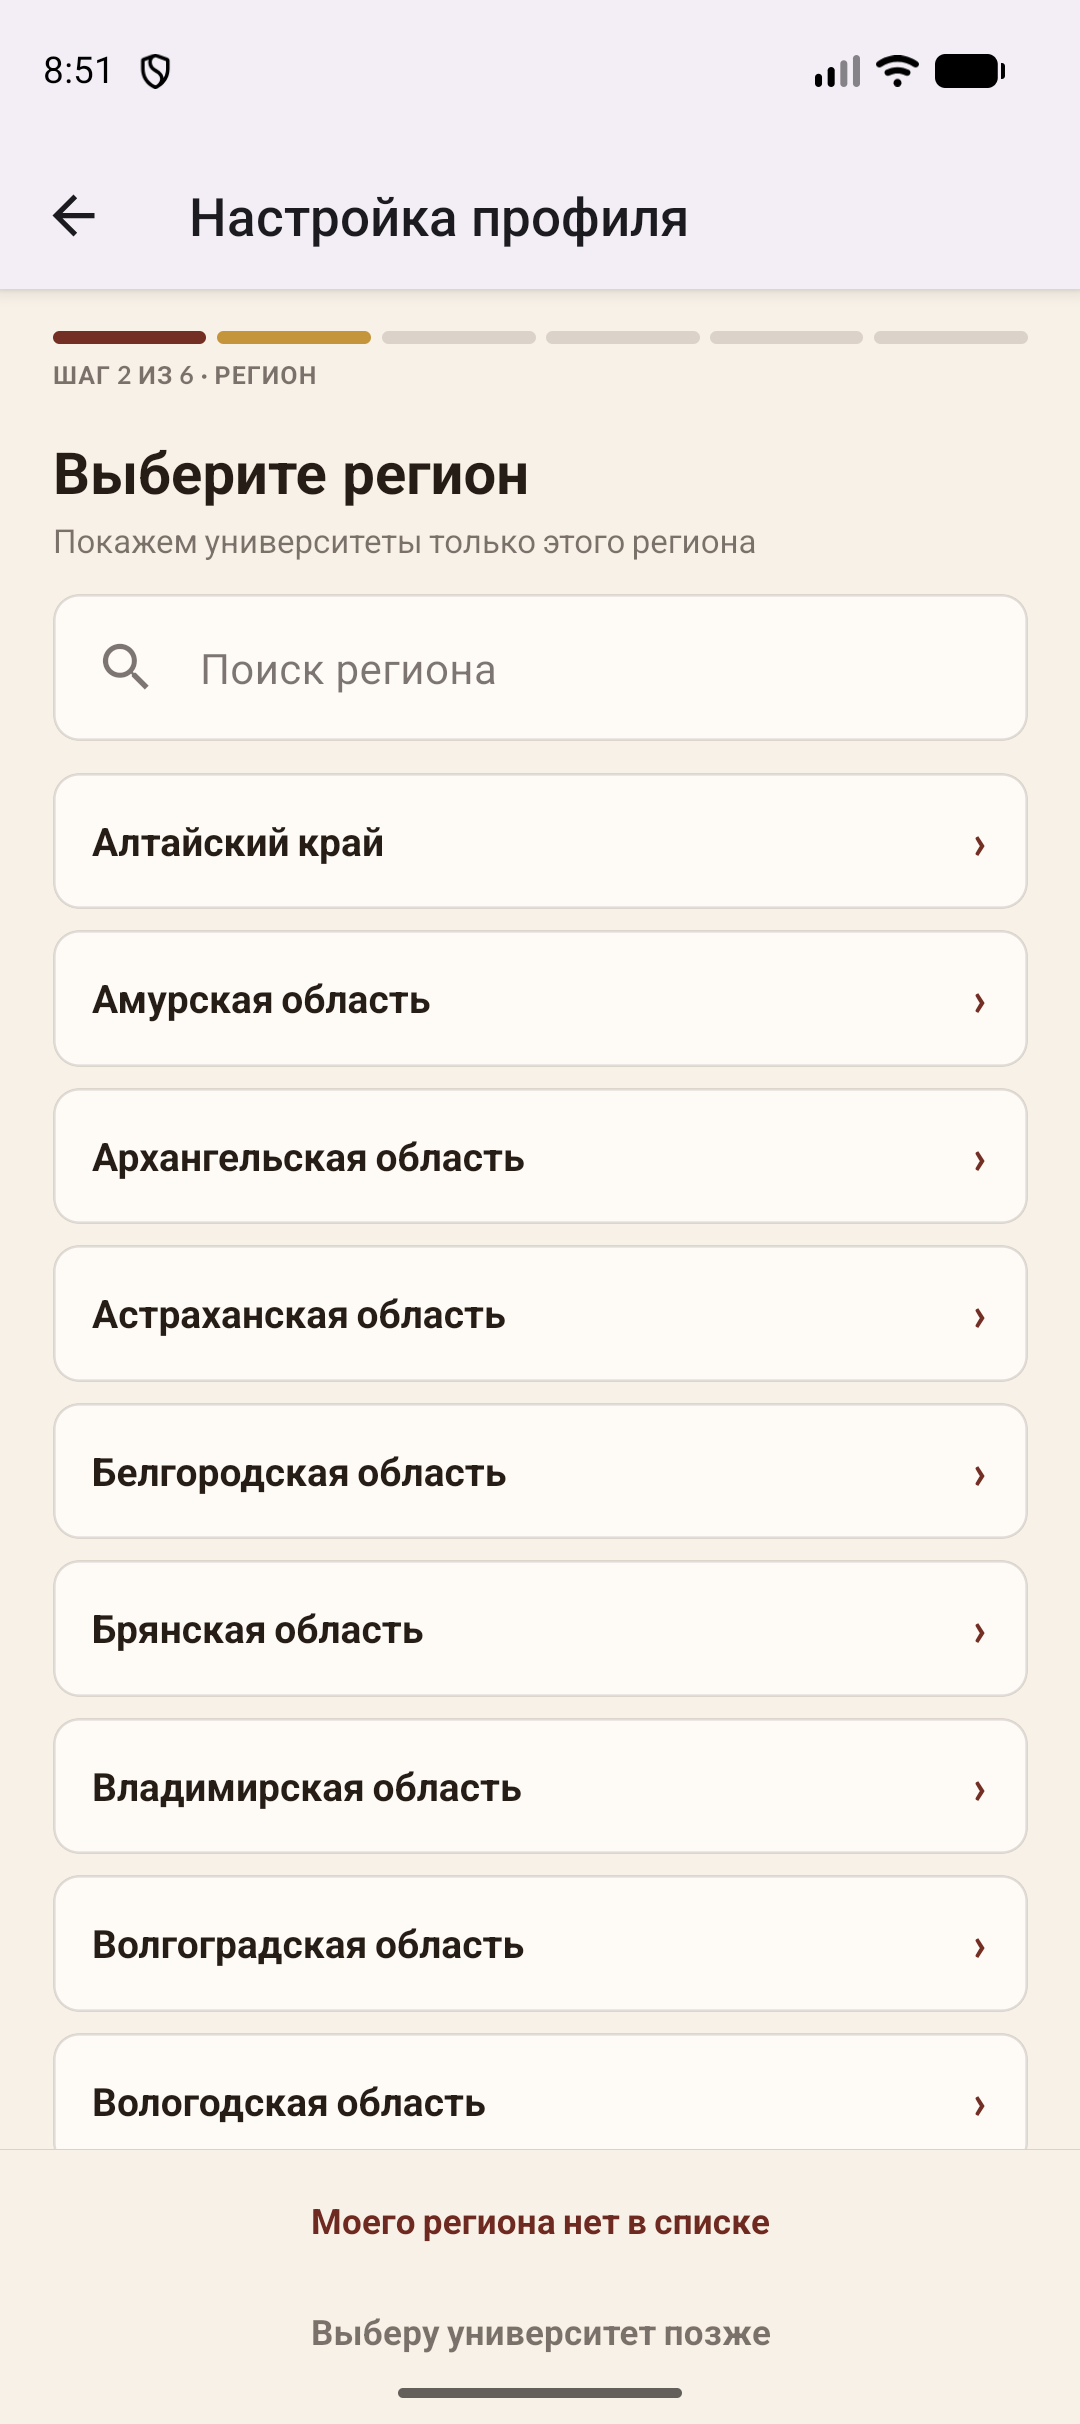 8:51
Настройка профиля
ШАГ 2 ИЗ 6 · РЕГИОН
Выберите регион
Покажем университеты только этого региона
Поиск региона
Алтайский край
Амурская область
Архангельская область
Астраханская область
Белгородская область
Брянская область
Владимирская область
Волгоградская область
Вологодская область
Моего региона нет в списке
Выберу университет позже